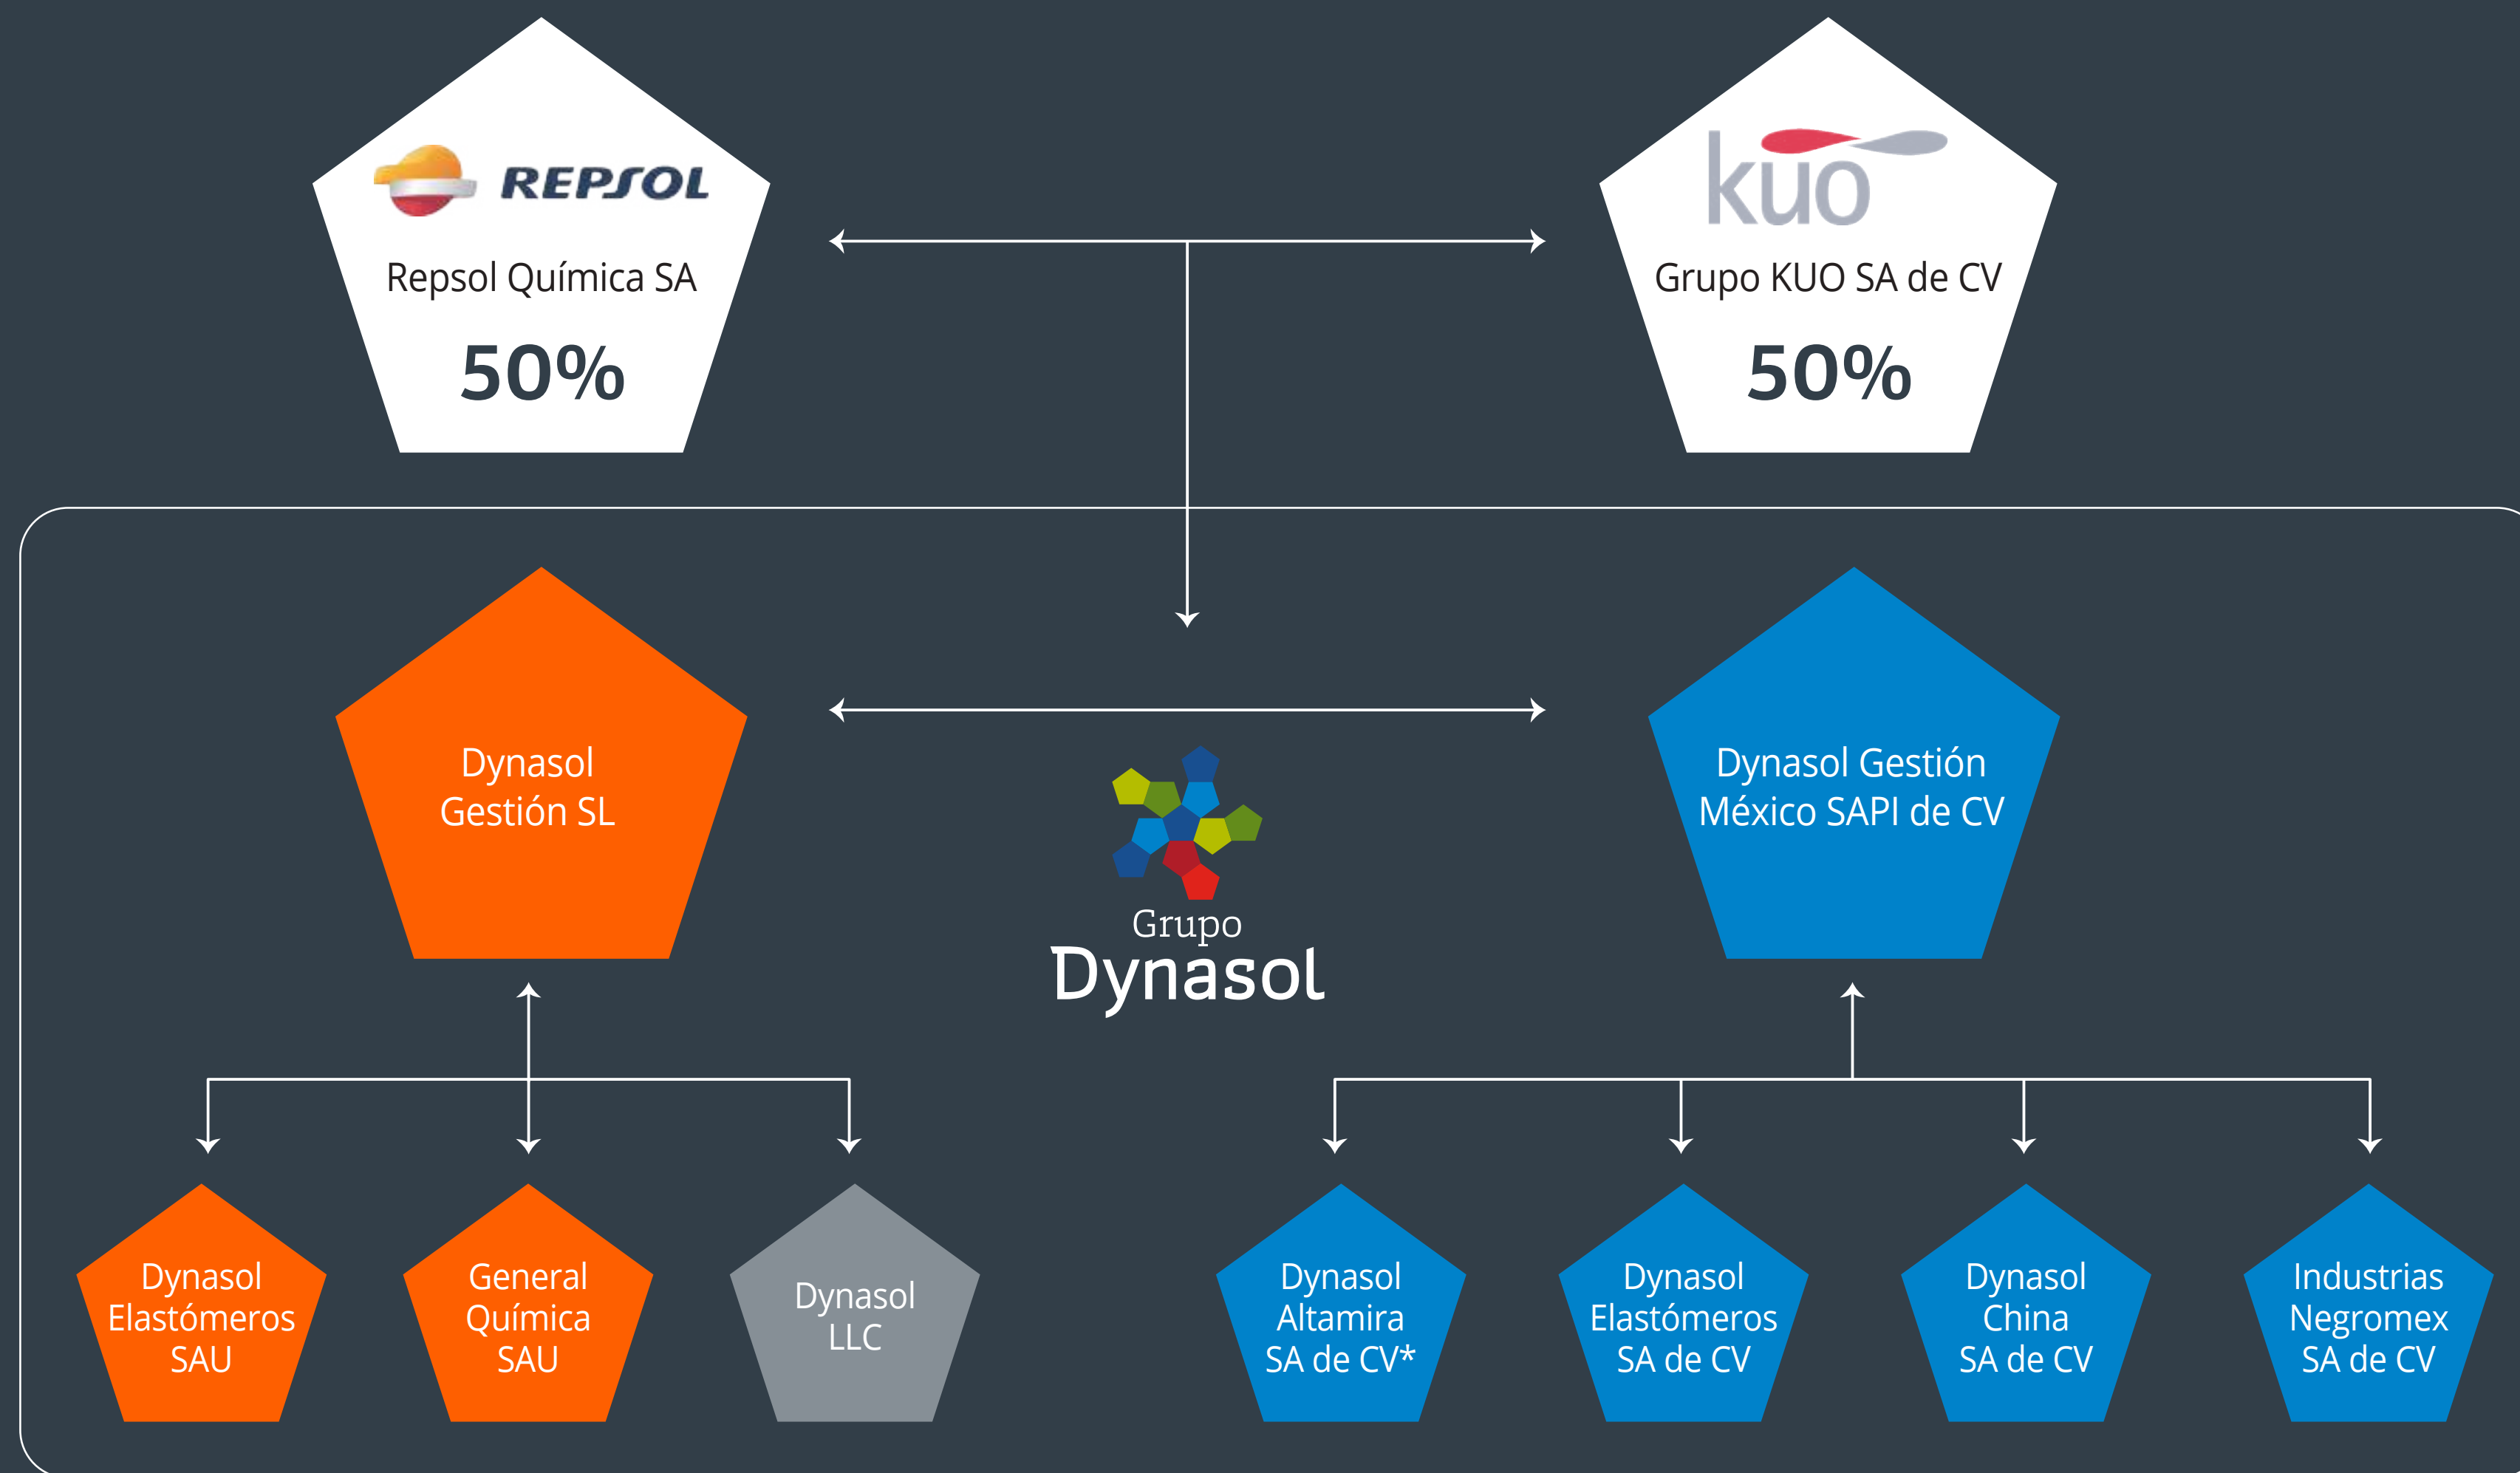 REPSOL
Repsol Química SA
50%
kuo
Grupo KUO SA de CV
50%
Dynasol
Gestión SL
Grupo
Dynasol
Dynasol Gestión
México SAPI de CV
Dynasol
Elastómeros
SAU
General
Química
SAU
Dynasol
LLC
Dynasol
Altamira
SA de CV*
Dynasol
Elastómeros
SA de CV
Dynasol
China
SA de CV
Industrias
Negromex
SA de CV